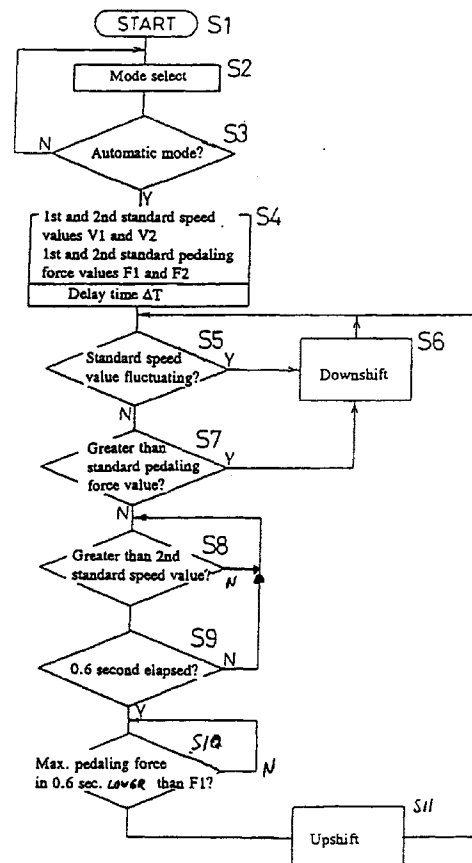 START S1
S2
Mode select
S3
N
Automatic mode?
Y
S4
1st and 2nd standard speed
values V1 and V2
1st and 2nd standard pedaling
force values F1 and F2
Delay time ΔT
S5
S6
Standard speed
value fluctuating?
Y
Downshift
N
S7
Greater than
standard pedaling
force value?
Y
N
S8
Greater than 2nd
standard speed value?
N
S9
0.6 second elapsed?
N
Y
S10
Max. pedaling force
in 0.6 sec. LOWER than F1?
N
S11
Upshift